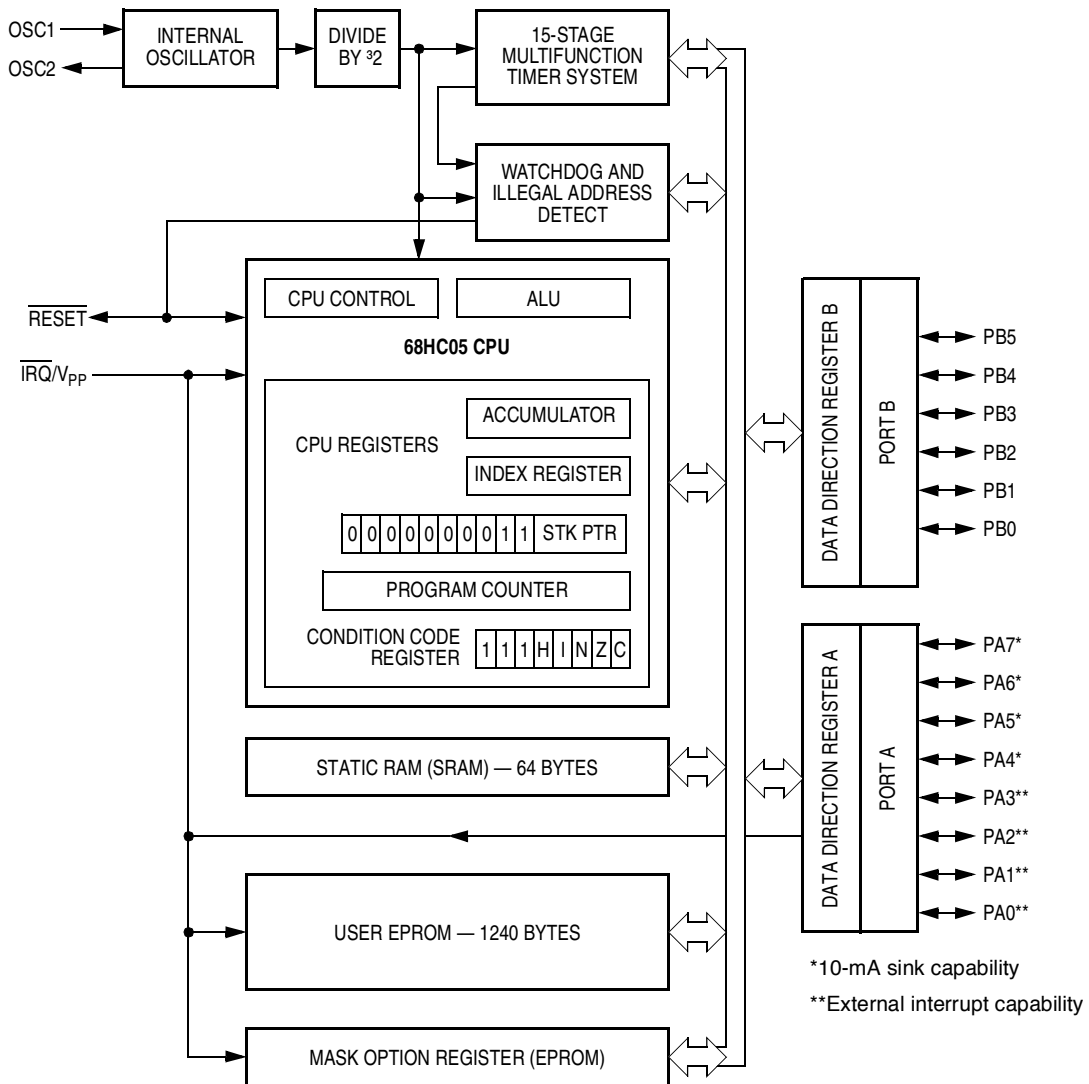 OSC1
OSC2
INTERNAL
OSCILLATOR
DIVIDE
BY ³2
15-STAGE
MULTIFUNCTION
TIMER SYSTEM
WATCHDOG AND
ILLEGAL ADDRESS
DETECT
CPU CONTROL
ALU
RESET
68HC05 CPU
IRQ/VPP
ACCUMULATOR
CPU REGISTERS
INDEX REGISTER
0 0 0 0 0 0 0 0 1 1 STK PTR
PROGRAM COUNTER
CONDITION CODE
REGISTER
1 1 1 H I N Z C
STATIC RAM (SRAM) — 64 BYTES
USER EPROM — 1240 BYTES
MASK OPTION REGISTER (EPROM)
DATA DIRECTION REGISTER B
PORT B
PB5
PB4
PB3
PB2
PB1
PB0
DATA DIRECTION REGISTER A
PORT A
PA7*
PA6*
PA5*
PA4*
PA3**
PA2**
PA1**
PA0**
*10-mA sink capability
**External interrupt capability